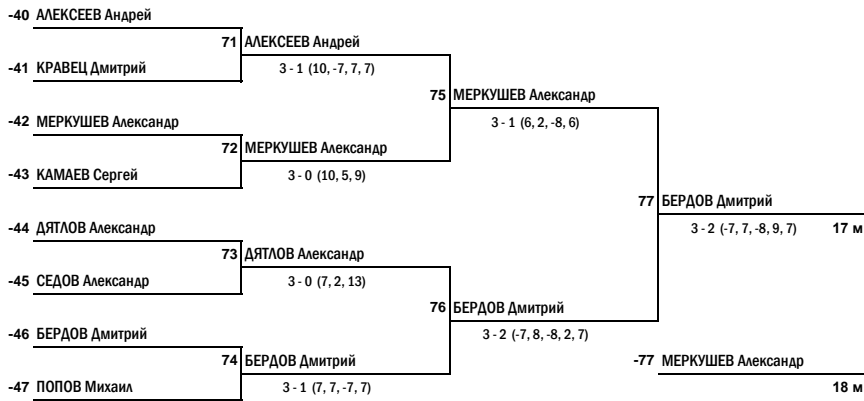 -40 АЛЕКСЕЕВ Андрей
71 АЛЕКСЕЕВ Андрей
-41 КРАВЕЦ Дмитрий
3 - 1 (10, -7, 7, 7)
75 МЕРКУШЕВ Александр
-42 МЕРКУШЕВ Александр
3 - 1 (6, 2, -8, 6)
72 МЕРКУШЕВ Александр
-43 КАМАЕВ Сергей
3 - 0 (10, 5, 9)
77 БЕРДОВ Дмитрий
-44 ДЯТЛОВ Александр
3 - 2 (-7, 7, -8, 9, 7) 17 м
73 ДЯТЛОВ Александр
-45 СЕДОВ Александр
3 - 0 (7, 2, 13)
76 БЕРДОВ Дмитрий
-46 БЕРДОВ Дмитрий
3 - 2 (-7, 8, -8, 2, 7)
74 БЕРДОВ Дмитрий
-77 МЕРКУШЕВ Александр
-47 ПОПОВ Михаил
3 - 1 (7, 7, -7, 7)
18 м